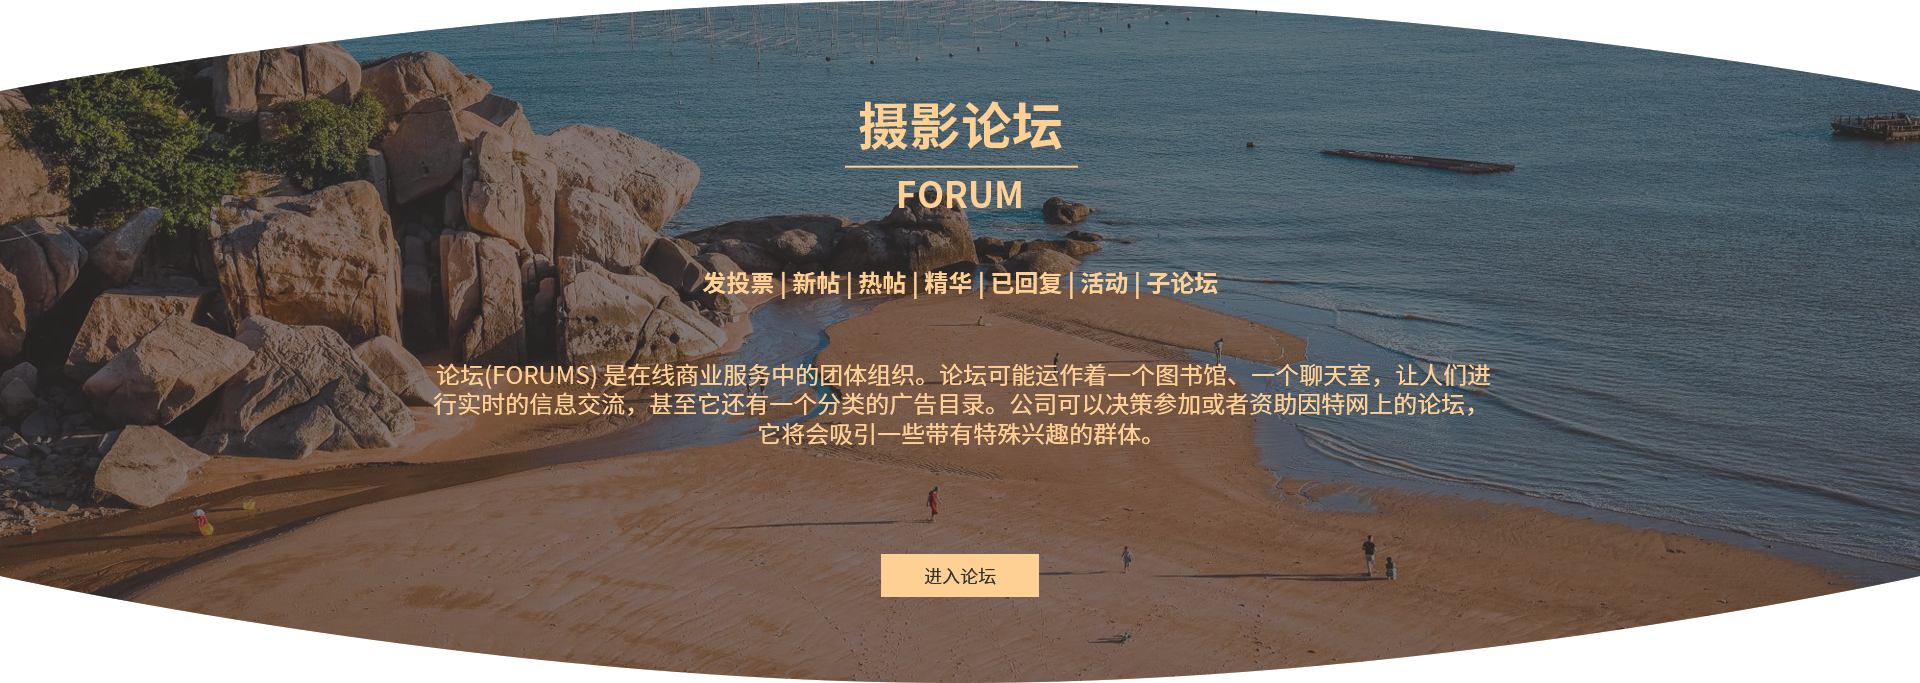 摄影论坛
FORUM
发投票 | 新帖 | 热帖 | 精华 | 已回复 | 活动 | 子论坛
论坛(FORUMS) 是在线商业服务中的团体组织。论坛可能运作着一个图书馆、一个聊天室，让人们进
行实时的信息交流，甚至它还有一个分类的广告目录。公司可以决策参加或者资助因特网上的论坛，
它将会吸引一些带有特殊兴趣的群体。
进入论坛